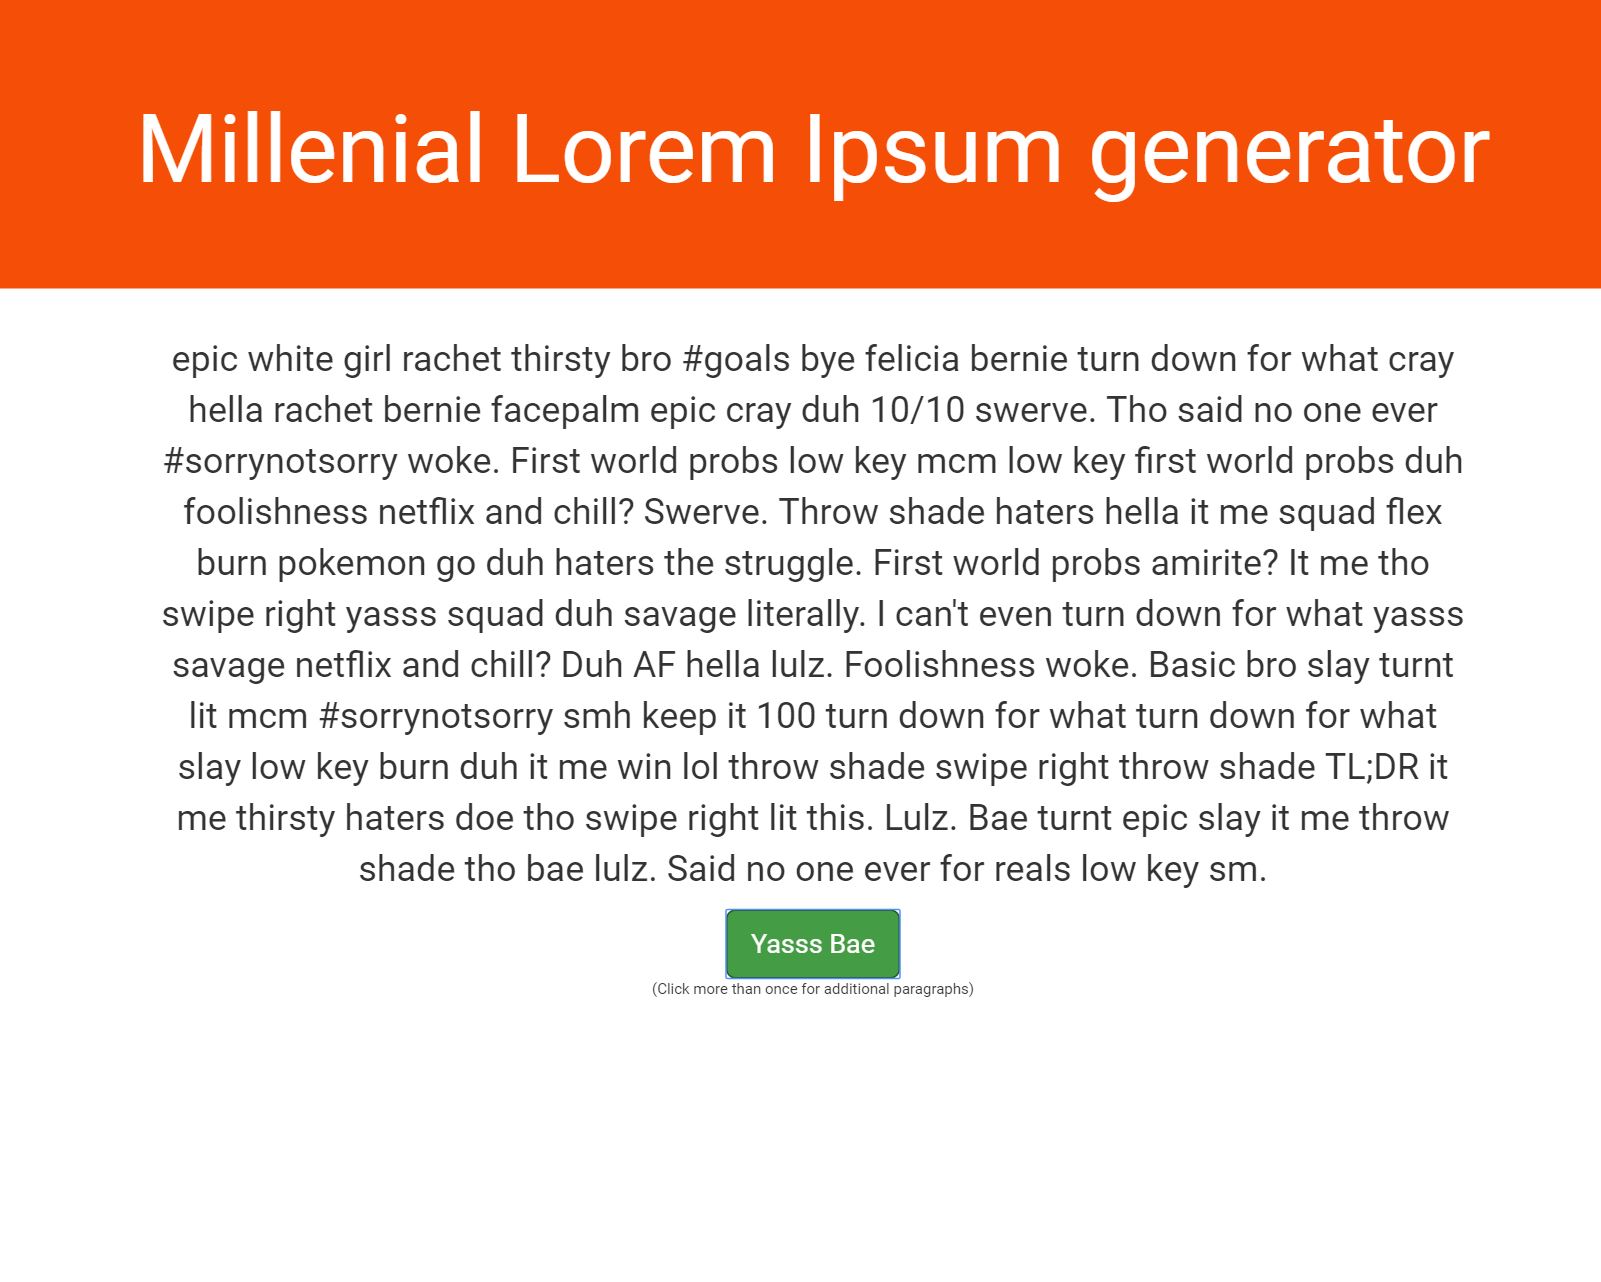 Millenial Lorem Ipsum generator
epic white girl rachet thirsty bro #goals bye felicia bernie turn down for what cray
hella rachet bernie facepalm epic cray duh 10/10 swerve. Tho said no one ever
#sorrynotsorry woke. First world probs low key mcm low key first world probs duh
foolishness netflix and chill? Swerve. Throw shade haters hella it me squad flex
burn pokemon go duh haters the struggle. First world probs amirite? It me tho
swipe right yasss squad duh savage literally. I can't even turn down for what yasss
savage netflix and chill? Duh AF hella lulz. Foolishness woke. Basic bro slay turnt
lit mcm #sorrynotsorry smh keep it 100 turn down for what turn down for what
slay low key burn duh it me win lol throw shade swipe right throw shade TL;DR it
me thirsty haters doe tho swipe right lit this. Lulz. Bae turnt epic slay it me throw
shade tho bae lulz. Said no one ever for reals low key sm.
Yasss Bae
(Click more than once for additional paragraphs)